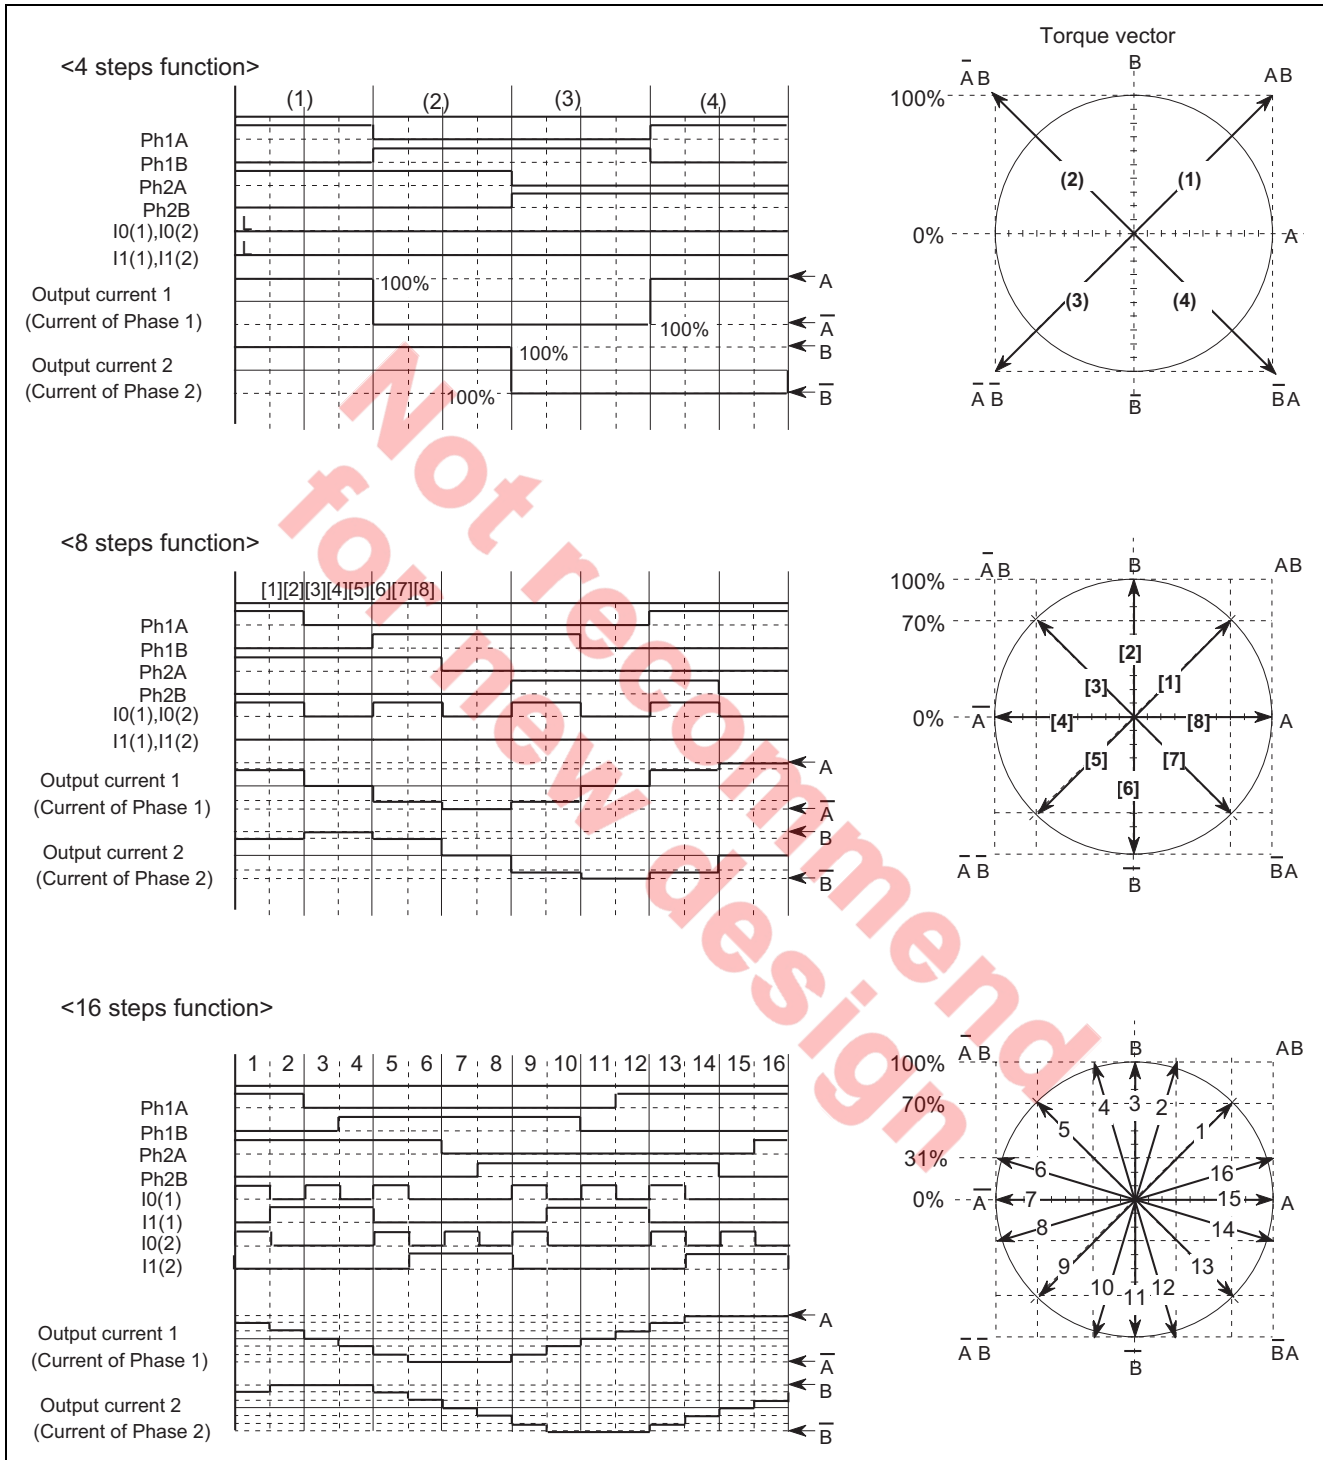 Torque vector
<4 steps function>
B
A̅ B
AB
(1)
(2)
(3)
(4)
100%
Ph1A
Ph1B
Ph2A
Ph2B
I0(1),I0(2)
L
I1(1),I1(2)
L
(2)
(1)
0%
A
100%
A
Output current 1
(Current of Phase 1)
A̅
100%
(3)
(4)
B
100%
Output current 2
(Current of Phase 2)
B̅
100%
A̅ B̅
B̅
B̅A
Not recommend
for new design
<8 steps function>
B
A̅ B
AB
[1][2][3][4][5][6][7][8]
100%
70%
Ph1A
Ph1B
Ph2A
Ph2B
I0(1),I0(2)
I1(1),I1(2)
[2]
[3]
[1]
0%
A̅
[4]
[8]
A
[5]
[7]
[6]
A
Output current 1
(Current of Phase 1)
A̅
B
Output current 2
(Current of Phase 2)
B̅
A̅ B̅
B̅
B̅A
<16 steps function>
B
A̅ B
AB
1 2 3 4 5 6 7 8 9 10 11 12 13 14 15 16
100%
70%
31%
0%
Ph1A
Ph1B
Ph2A
Ph2B
I0(1)
I1(1)
I0(2)
I1(2)
4 3 2
5 1
6 16
A̅ 7 15 A
8 14
9 13
10 11 12
A
Output current 1
(Current of Phase 1)
A̅
B
Output current 2
(Current of Phase 2)
B̅
A̅ B̅
B̅
B̅A